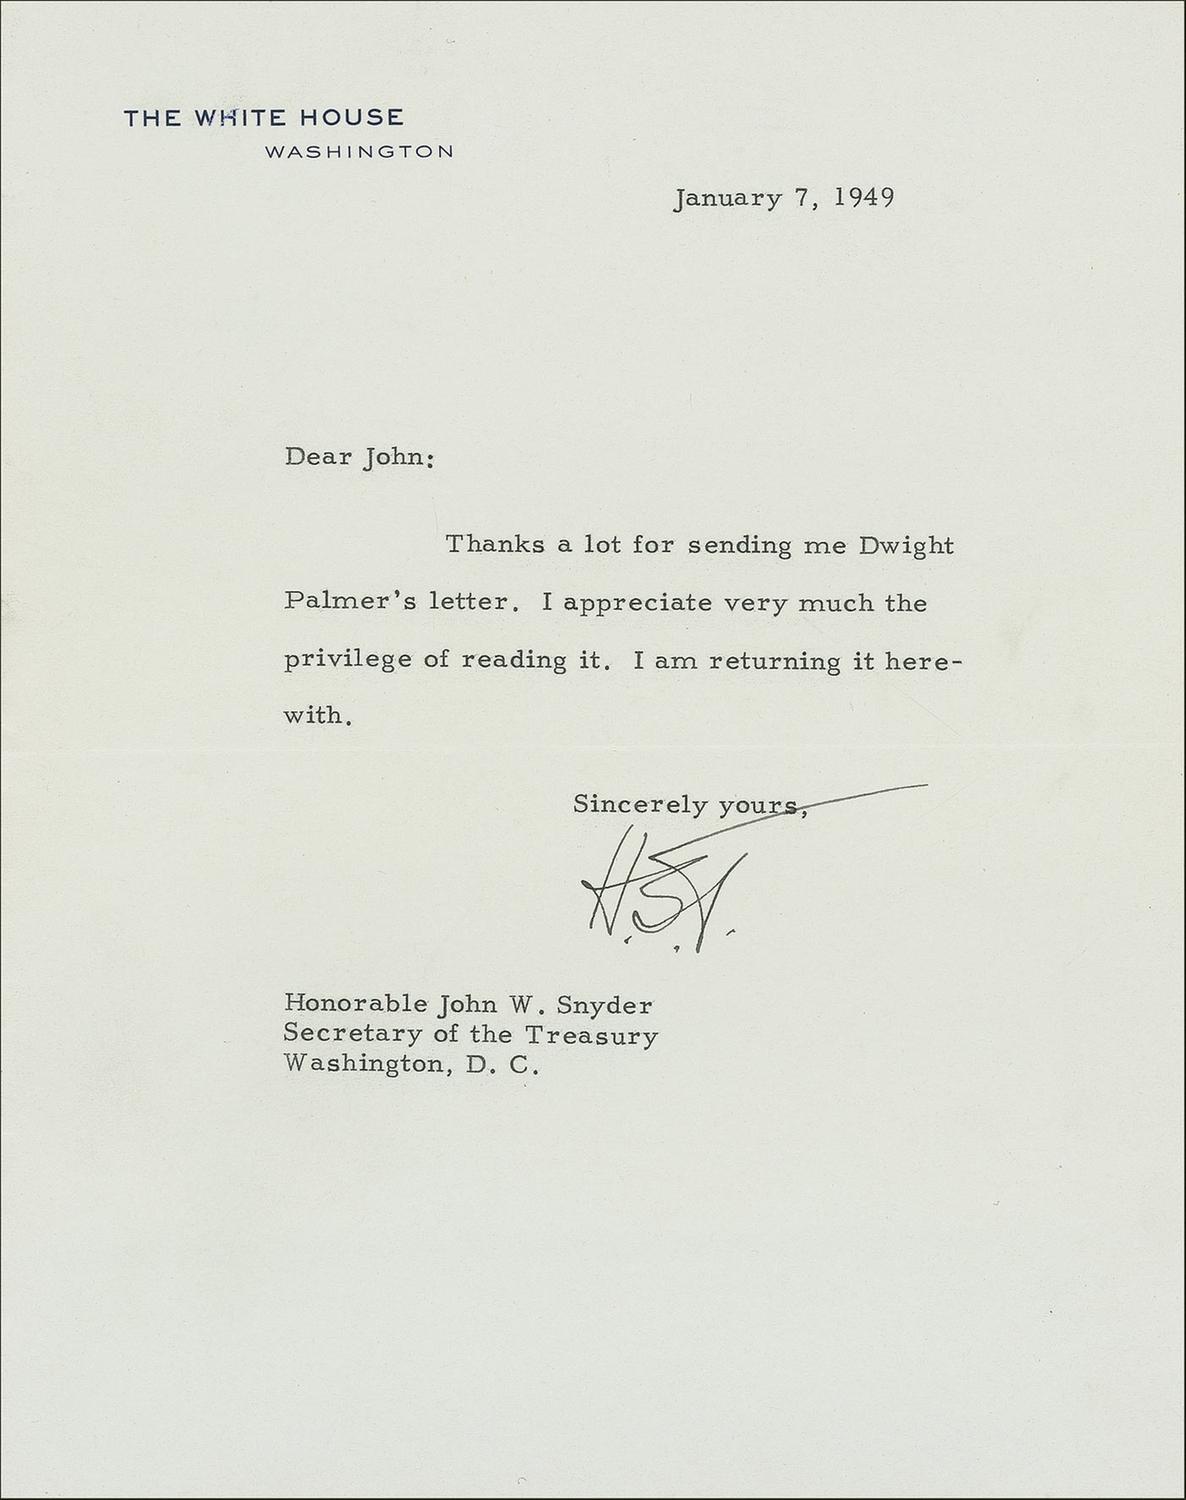 THE WHITE HOUSE
WASHINGTON
January 7, 1949
Dear John:
Thanks a lot for sending me Dwight
Palmer's letter. I appreciate very much the
privilege of reading it. I am returning it here-
with.
Sincerely yours,
H.S.T.
Honorable John W. Snyder
Secretary of the Treasury
Washington, D. C.